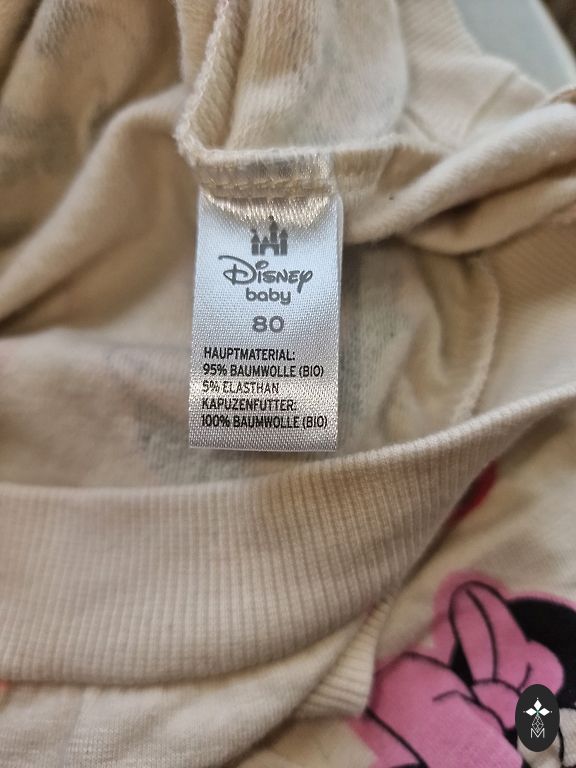 Disney
baby
80
HAUPTMATERIAL:
95% BAUMWOLLE (BIO)
5% ELASTHAN
KAPUZENFUTTER:
100% BAUMWOLLE (BIO)
M